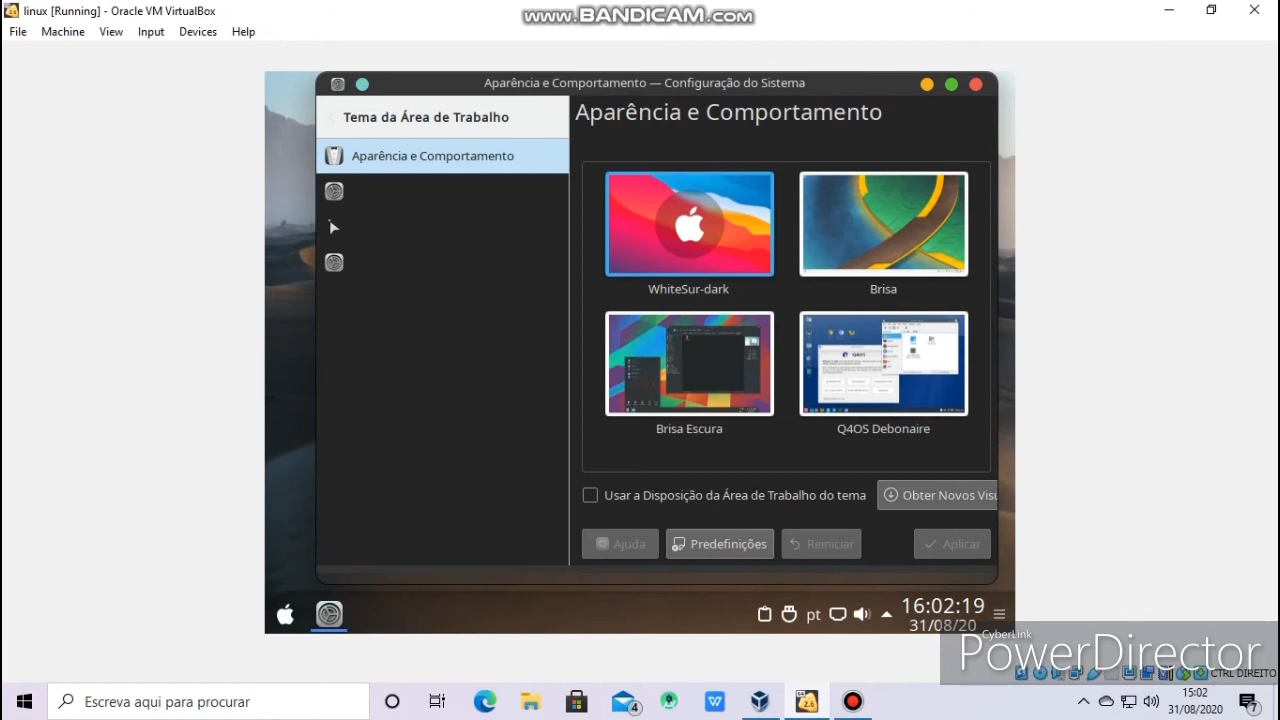 linux [Running] - Oracle VM VirtualBox
www.BANDICAM.com
File Machine View Input Devices Help
Aparência e Comportamento — Configuração do Sistema
Tema da Área de Trabalho
Aparência e Comportamento
Aparência e Comportamento
WhiteSur-dark
Brisa
Brisa Escura
Q4OS Debonaire
Usar a Disposição da Área de Trabalho do tema
Obter Novos Visu
Ajuda
Predefinições
Reiniciar
Aplicar
pt
16:02:19
31/08/20
CyberLink
PowerDirector
CTRL DIREITO
Escreve aqui para procurar
4
15:02
31/08/2020
7